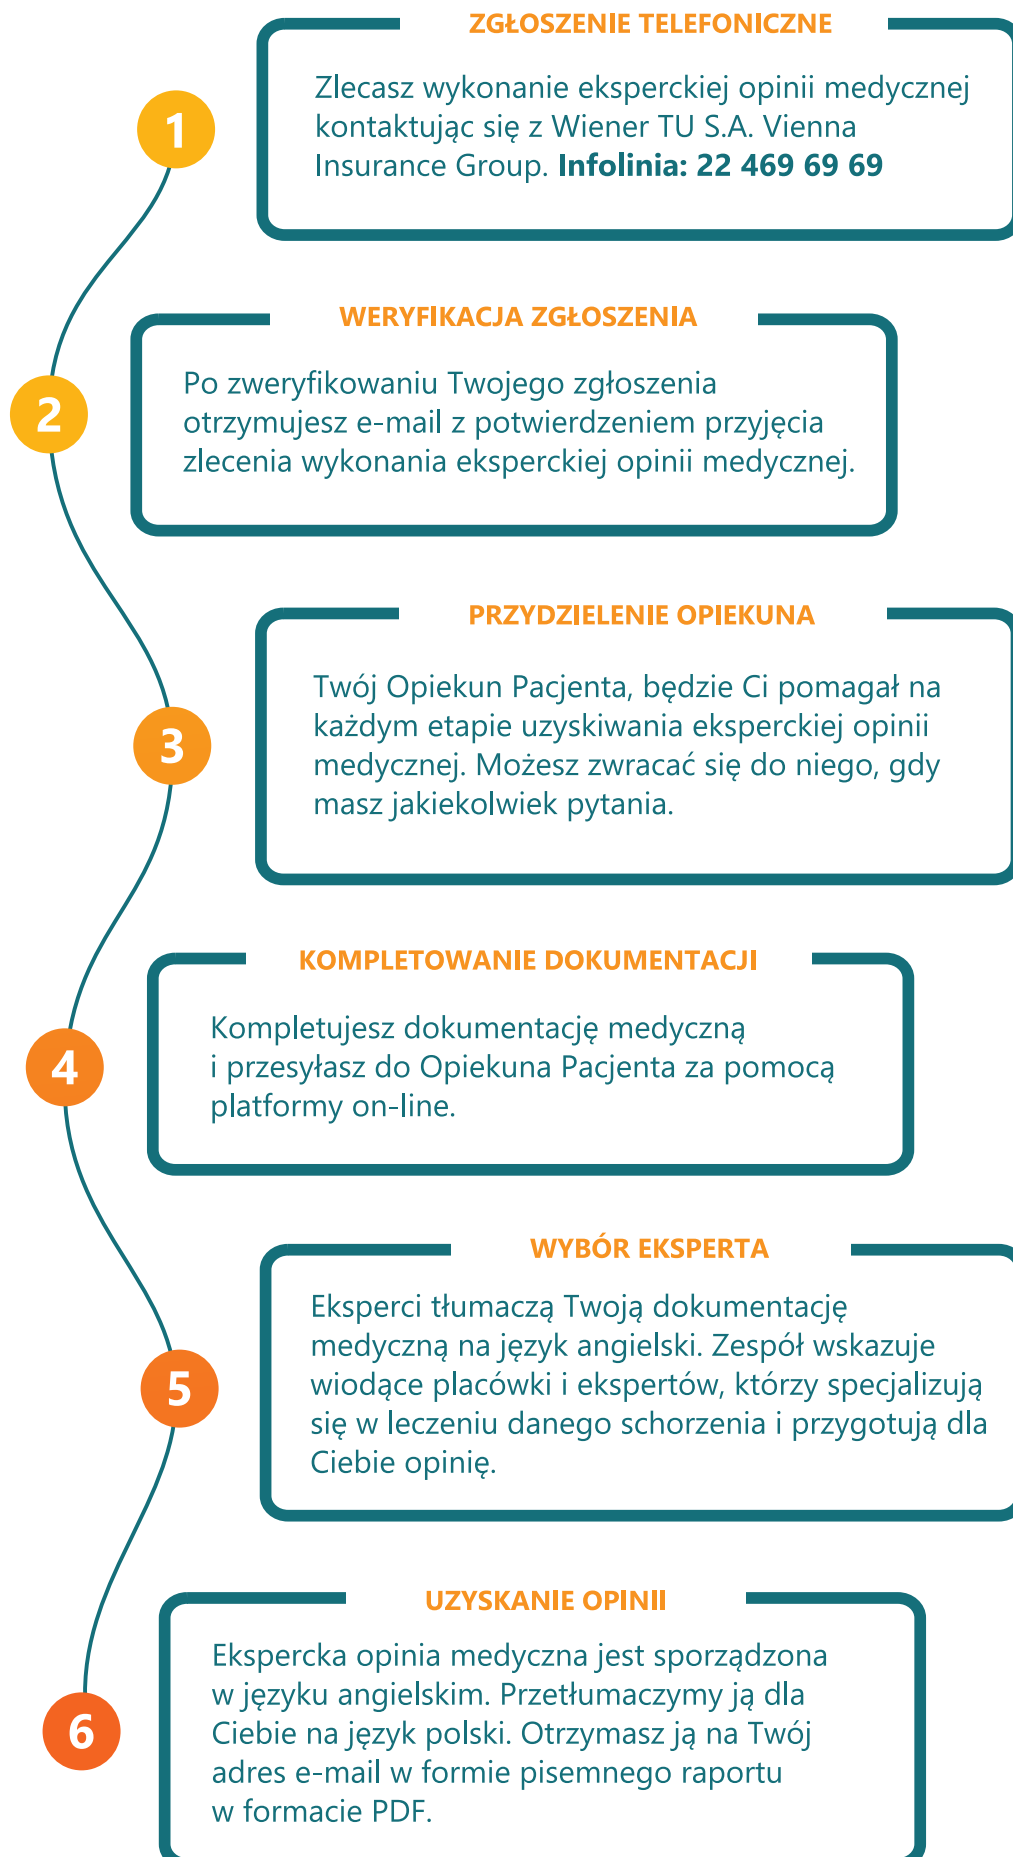 ZGŁOSZENIE TELEFONICZNE
1
Zlecasz wykonanie eksperckiej opinii medycznej
kontaktując się z Wiener TU S.A. Vienna
Insurance Group. Infolinia: 22 469 69 69
WERYFIKACJA ZGŁOSZENIA
2
Po zweryfikowaniu Twojego zgłoszenia
otrzymujesz e-mail z potwierdzeniem przyjęcia
zlecenia wykonania eksperckiej opinii medycznej.
PRZYDZIELENIE OPIEKUNA
3
Twój Opiekun Pacjenta, będzie Ci pomagał na
każdym etapie uzyskiwania eksperckiej opinii
medycznej. Możesz zwracać się do niego, gdy
masz jakiekolwiek pytania.
KOMPLETOWANIE DOKUMENTACJI
4
Kompletujesz dokumentację medyczną
i przesyłasz do Opiekuna Pacjenta za pomocą
platformy on-line.
WYBÓR EKSPERTA
5
Eksperci tłumaczą Twoją dokumentację
medyczną na język angielski. Zespół wskazuje
wiodące placówki i ekspertów, którzy specjalizują
się w leczeniu danego schorzenia i przygotują dla
Ciebie opinię.
UZYSKANIE OPINII
6
Ekspercka opinia medyczna jest sporządzona
w języku angielskim. Przetłumaczymy ją dla
Ciebie na język polski. Otrzymasz ją na Twój
adres e-mail w formie pisemnego raportu
w formacie PDF.